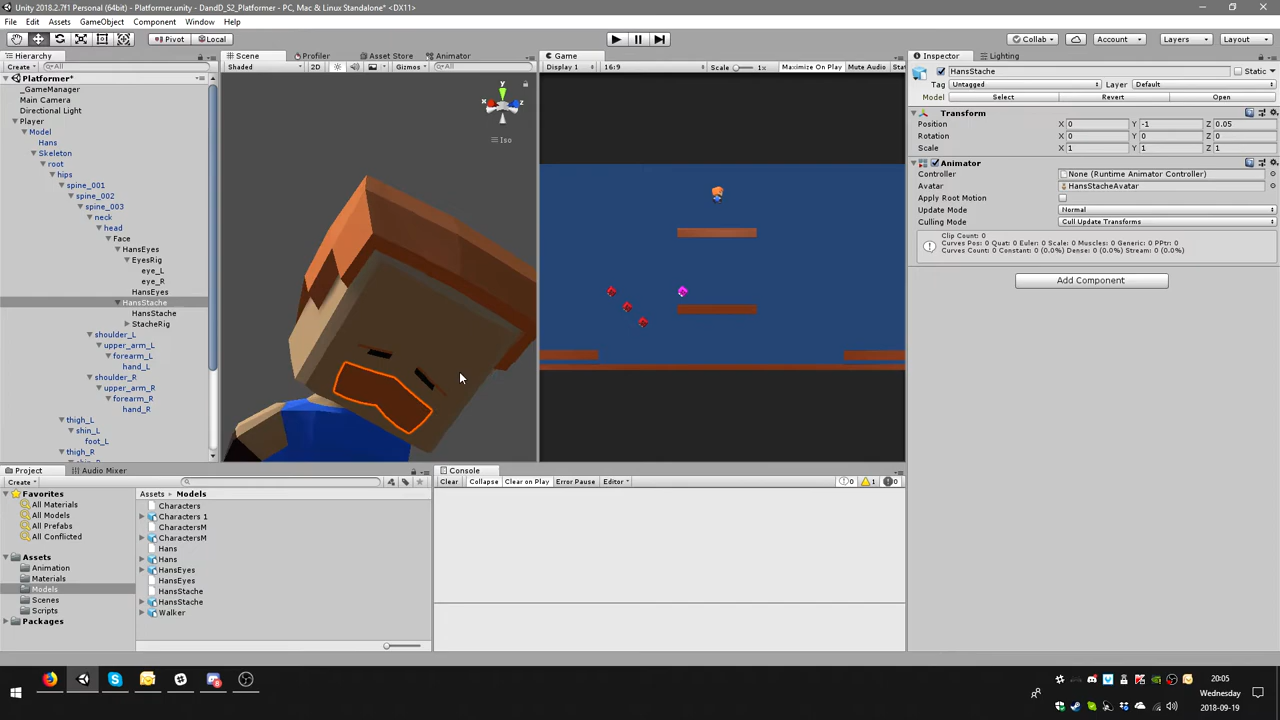 Unity 2018.2.7f1 Personal (64bit) - Platformer.unity - DandD_S2_Platformer - PC, Mac & Linux Standalone* <DX11>
File Edit Assets GameObject Component Window Help
Pivot Local Collab Account Layers Layout
Hierarchy Scene Profiler Asset Store Animator Game Inspector Lighting
Create All
Platformer*
_GameManager
Main Camera
Directional Light
Player
Model
Hans
Skeleton
root
hips
spine_001
spine_002
spine_003
neck
head
Face
HansEyes
EyesRig
eye_L
eye_R
HansEyes
HansStache
HansStache
StacheRig
shoulder_L
upper_arm_L
forearm_L
hand_L
shoulder_R
upper_arm_R
forearm_R
hand_R
thigh_L
shin_L
foot_L
thigh_R
Shaded 2D Gizmos All
y
x z
Iso
Display 1 16:9 Scale 1x Maximize On Play Mute Audio
HansStache Static
Tag Untagged Layer Default
Model Select Revert Open
Transform
Position X 0 Y -1 Z 0.05
Rotation X 0 Y 0 Z 0
Scale X 1 Y 1 Z 1
Animator
Controller None (Runtime Animator Controller)
Avatar HansStacheAvatar
Apply Root Motion
Update Mode Normal
Culling Mode Cull Update Transforms
Clip Count: 0
Curves Pos: 0 Quat: 0 Euler: 0 Scale: 0 Muscles: 0 Generic: 0 PPtr: 0
Curves Count: 0 Constant: 0 (0.0%) Dense: 0 (0.0%) Stream: 0 (0.0%)
Add Component
Project Audio Mixer
Create
Favorites
All Materials
All Models
All Prefabs
All Conflicted
Assets
Animation
Materials
Models
Scenes
Scripts
Packages
Assets Models
Characters
Characters 1
CharactersM
CharactersM
Hans
Hans
HansEyes
HansEyes
HansStache
HansStache
Walker
Console
Clear Collapse Clear on Play Error Pause Editor 0 1 0
20:05
Wednesday
2018-09-19